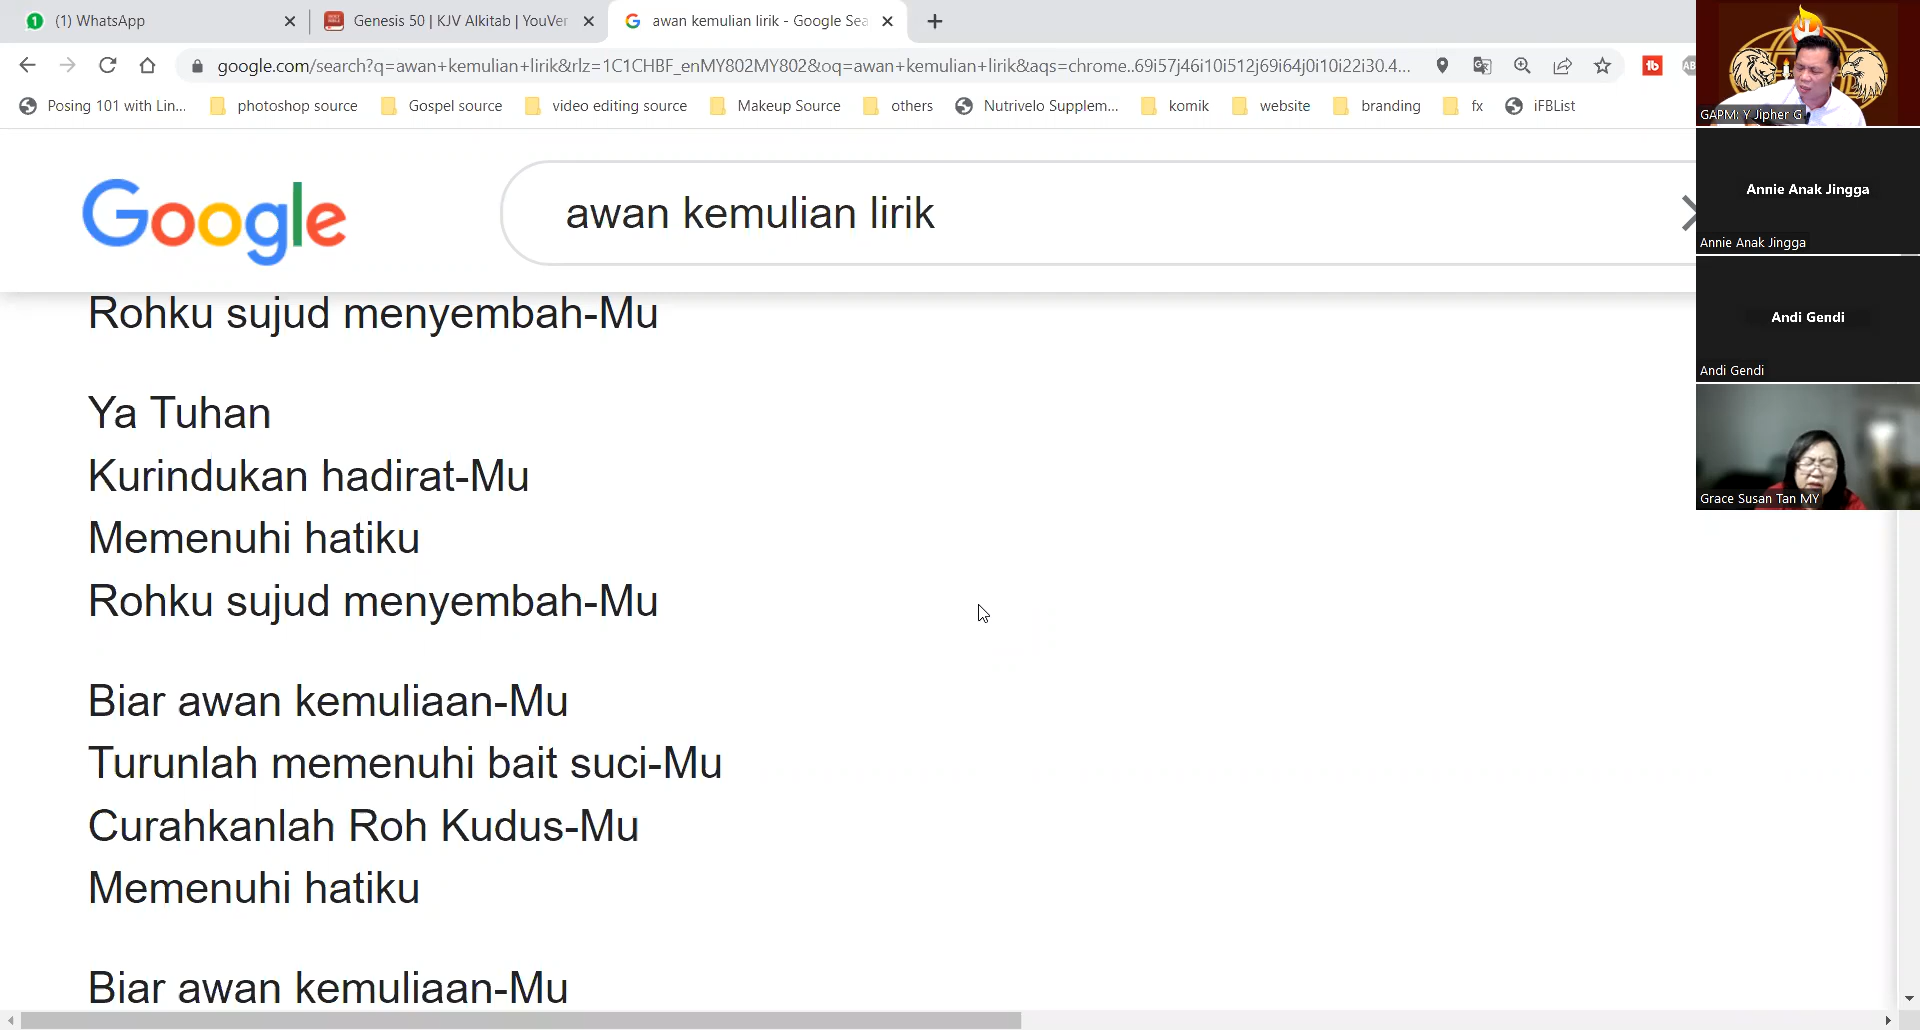 (1) WhatsApp
Genesis 50 | KJV Alkitab | YouVer
awan kemulian lirik - Google Sea
google.com/search?q=awan+kemulian+lirik&rlz=1C1CHBF_enMY802MY802&oq=awan+kemulian+lirik&aqs=chrome..69i57j46i10i512j69i64j0i10i22i30.4...
Posing 101 with Lin...
photoshop source
Gospel source
video editing source
Makeup Source
others
Nutrivelo Supplem...
komik
website
branding
fx
iFBList
Google
awan kemulian lirik
Rohku sujud menyembah-Mu
Ya Tuhan
Kurindukan hadirat-Mu
Memenuhi hatiku
Rohku sujud menyembah-Mu
Biar awan kemuliaan-Mu
Turunlah memenuhi bait suci-Mu
Curahkanlah Roh Kudus-Mu
Memenuhi hatiku
Biar awan kemuliaan-Mu
GAPM: Y Jipher G
Annie Anak Jingga
Annie Anak Jingga
Andi Gendi
Andi Gendi
Grace Susan Tan MY